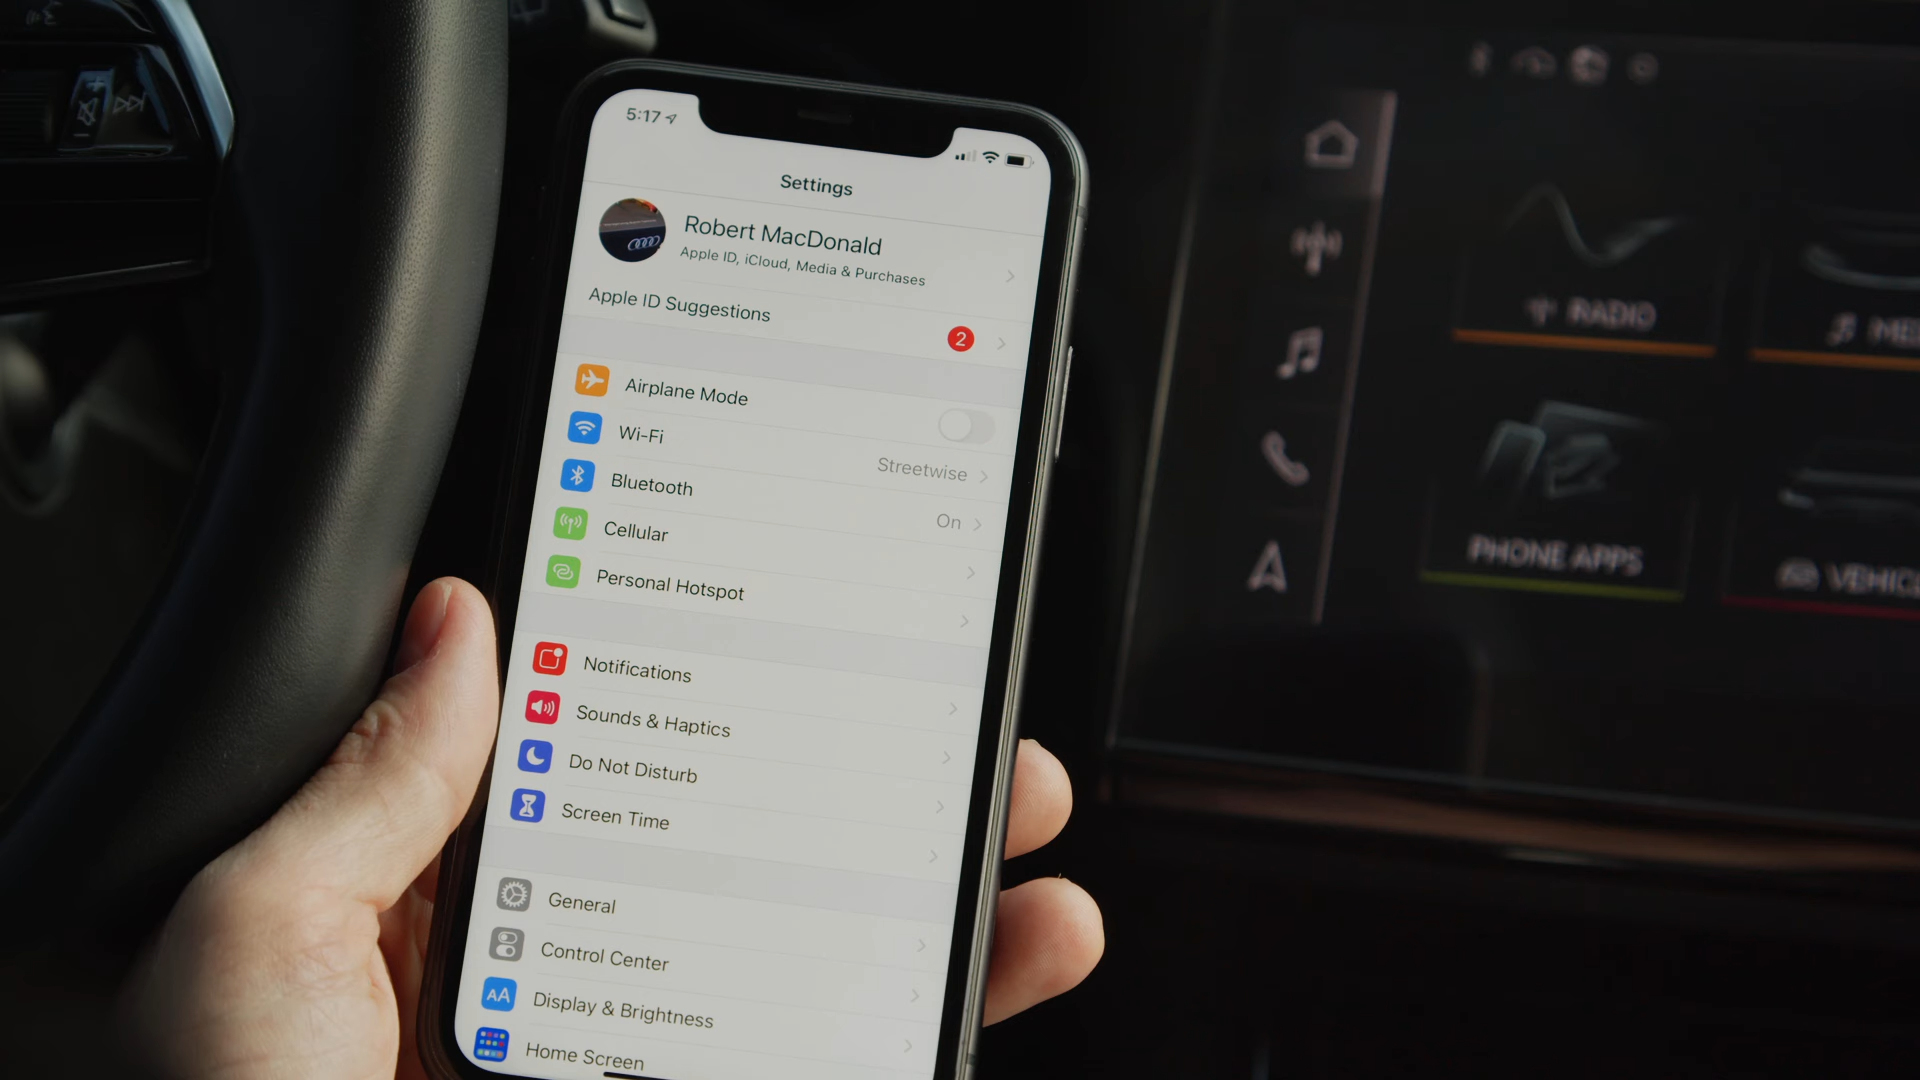 5:17
Settings
Robert MacDonald
Apple ID, iCloud, Media & Purchases
Apple ID Suggestions
2
Airplane Mode
Wi-Fi
Streetwise
Bluetooth
On
Cellular
Personal Hotspot
Notifications
Sounds & Haptics
Do Not Disturb
Screen Time
General
Control Center
AA
Display & Brightness
Home Screen
RADIO
PHONE APPS